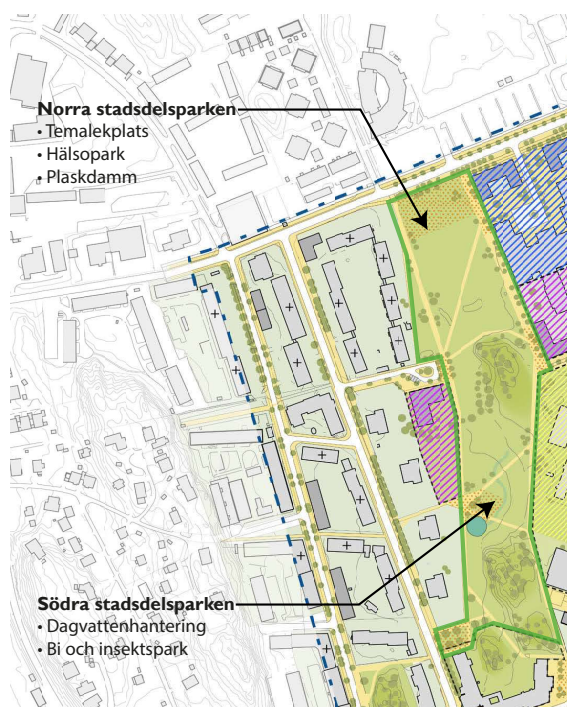 Norra stadsdelsparken
• Temalekplats
• Hälsopark
• Plaskdamm
Södra stadsdelsparken
• Dagvattenhantering
• Bi och insektspark